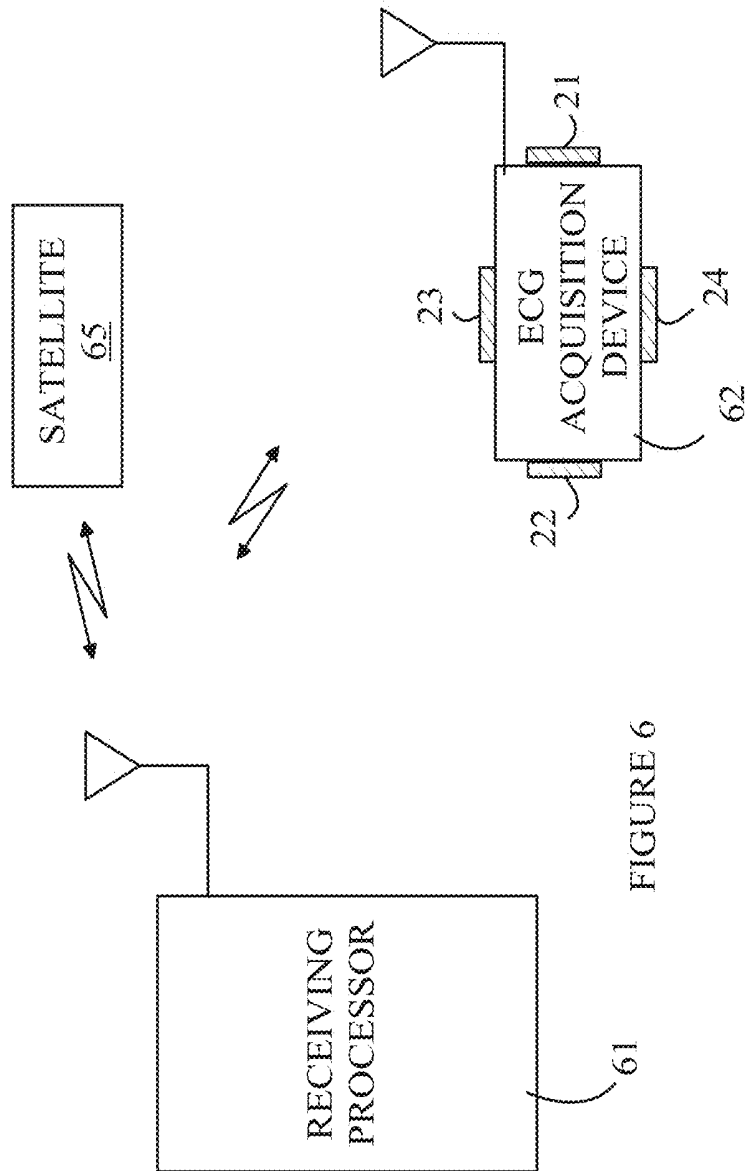 SATELLITE
65
RECEIVING
PROCESSOR
61
23
ECG
ACQUISITION
DEVICE
21
22
62
24
FIGURE 6